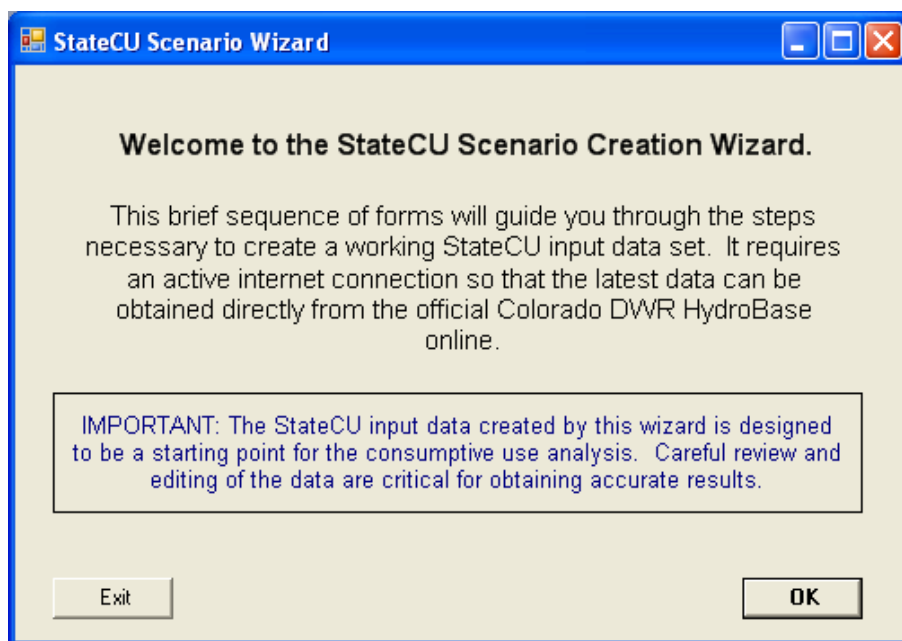 StateCU Scenario Wizard
Welcome to the StateCU Scenario Creation Wizard.
This brief sequence of forms will guide you through the steps
necessary to create a working StateCU input data set.  It requires
an active internet connection so that the latest data can be
obtained directly from the official Colorado DWR HydroBase
online.
IMPORTANT: The StateCU input data created by this wizard is designed
to be a starting point for the consumptive use analysis.  Careful review and
editing of the data are critical for obtaining accurate results.
Exit
OK